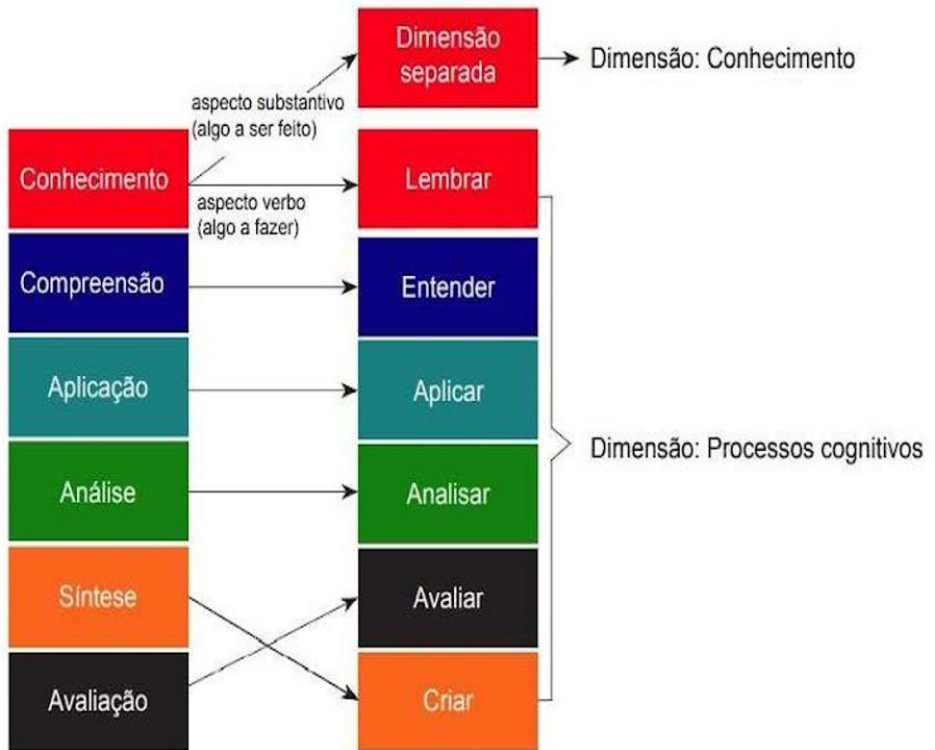 Dimensão
separada
Dimensão: Conhecimento
aspecto substantivo
(algo a ser feito)
Conhecimento
Lembrar
aspecto verbo
(algo a fazer)
Compreensão
Entender
Aplicação
Aplicar
Dimensão: Processos cognitivos
Análise
Analisar
Síntese
Avaliar
Avaliação
Criar